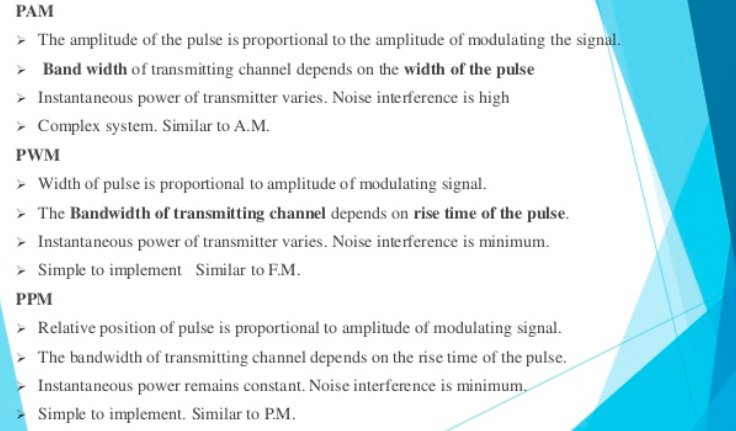 PAM
➢ The amplitude of the pulse is proportional to the amplitude of modulating the signal.
➢ Band width of transmitting channel depends on the width of the pulse
➢ Instantaneous power of transmitter varies. Noise interference is high
➢ Complex system. Similar to A.M.
PWM
➢ Width of pulse is proportional to amplitude of modulating signal.
➢ The Bandwidth of transmitting channel depends on rise time of the pulse.
➢ Instantaneous power of transmitter varies. Noise interference is minimum.
➢ Simple to implement Similar to F.M.
PPM
➢ Relative position of pulse is proportional to amplitude of modulating signal.
➢ The bandwidth of transmitting channel depends on the rise time of the pulse.
➢ Instantaneous power remains constant. Noise interference is minimum.
➢ Simple to implement. Similar to P.M.